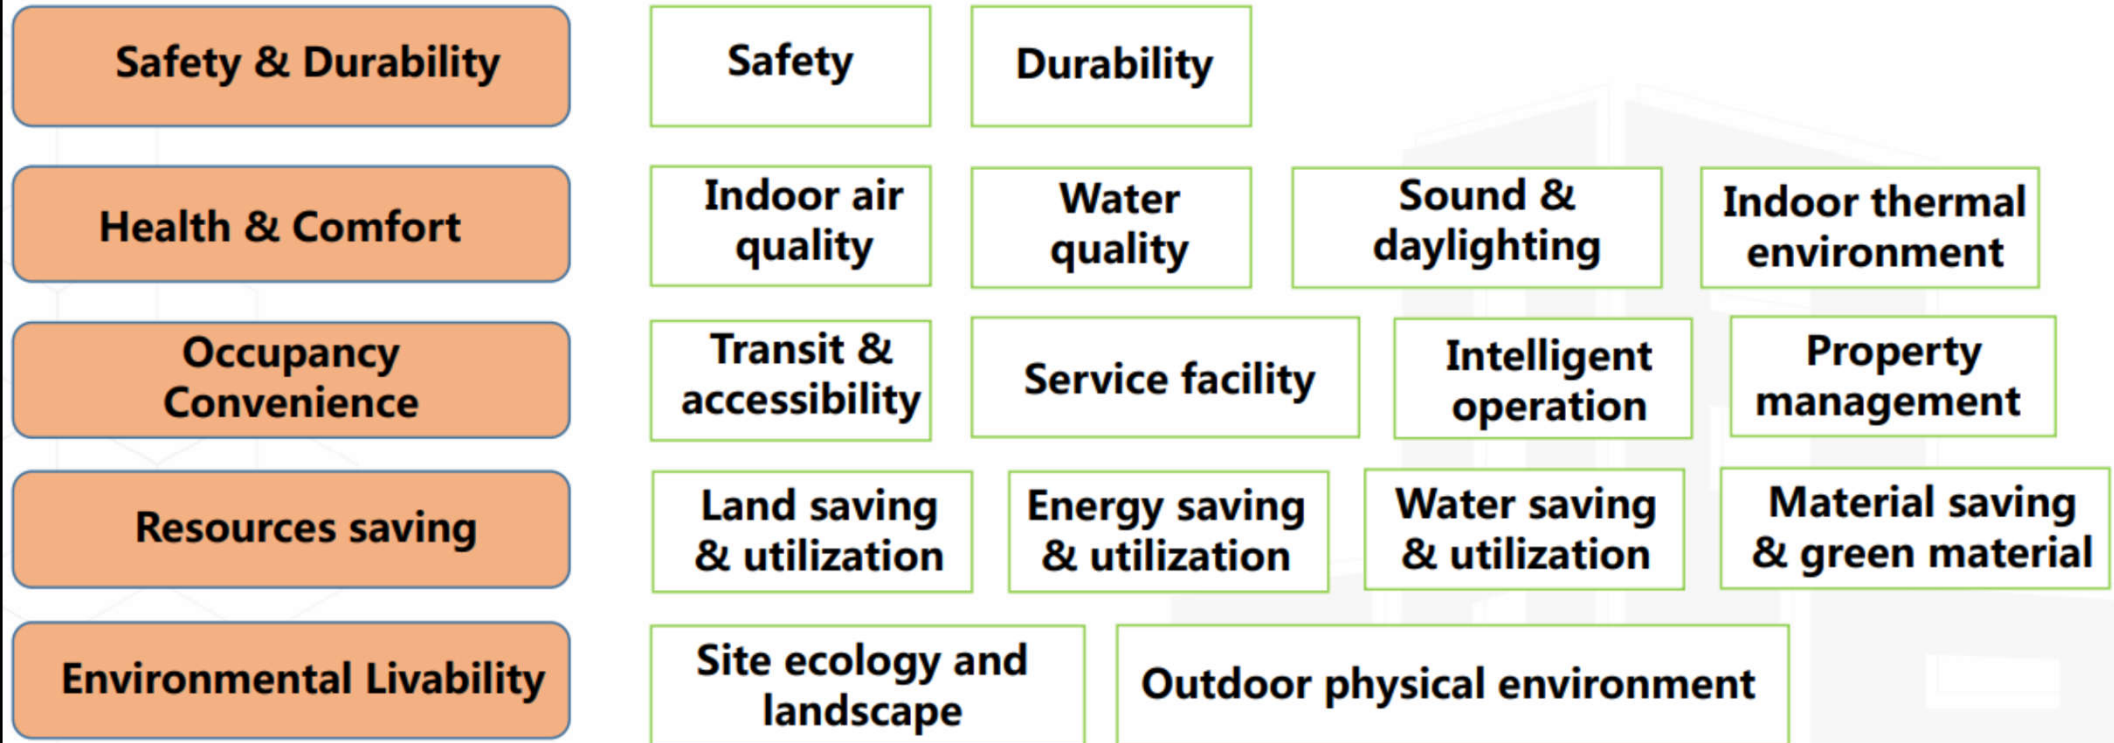 Safety & Durability
Safety
Durability
Health & Comfort
Indoor air
quality
Water
quality
Sound &
daylighting
Indoor thermal
environment
Occupancy
Convenience
Transit &
accessibility
Service facility
Intelligent
operation
Property
management
Resources saving
Land saving
& utilization
Energy saving
& utilization
Water saving
& utilization
Material saving
& green material
Environmental Livability
Site ecology and
landscape
Outdoor physical environment